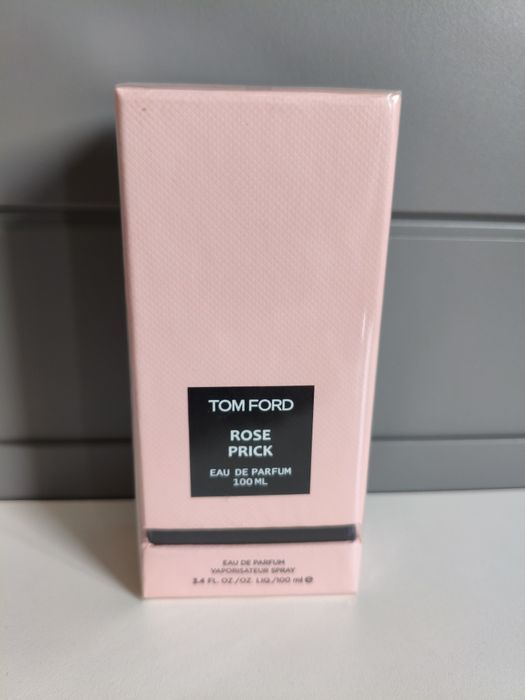 TOM FORD
ROSE
PRICK
EAU DE PARFUM
100 ML
EAU DE PARFUM
VAPORISATEUR SPRAY
3.4 FL. OZ./OZ. LIQ./100 ml ℮